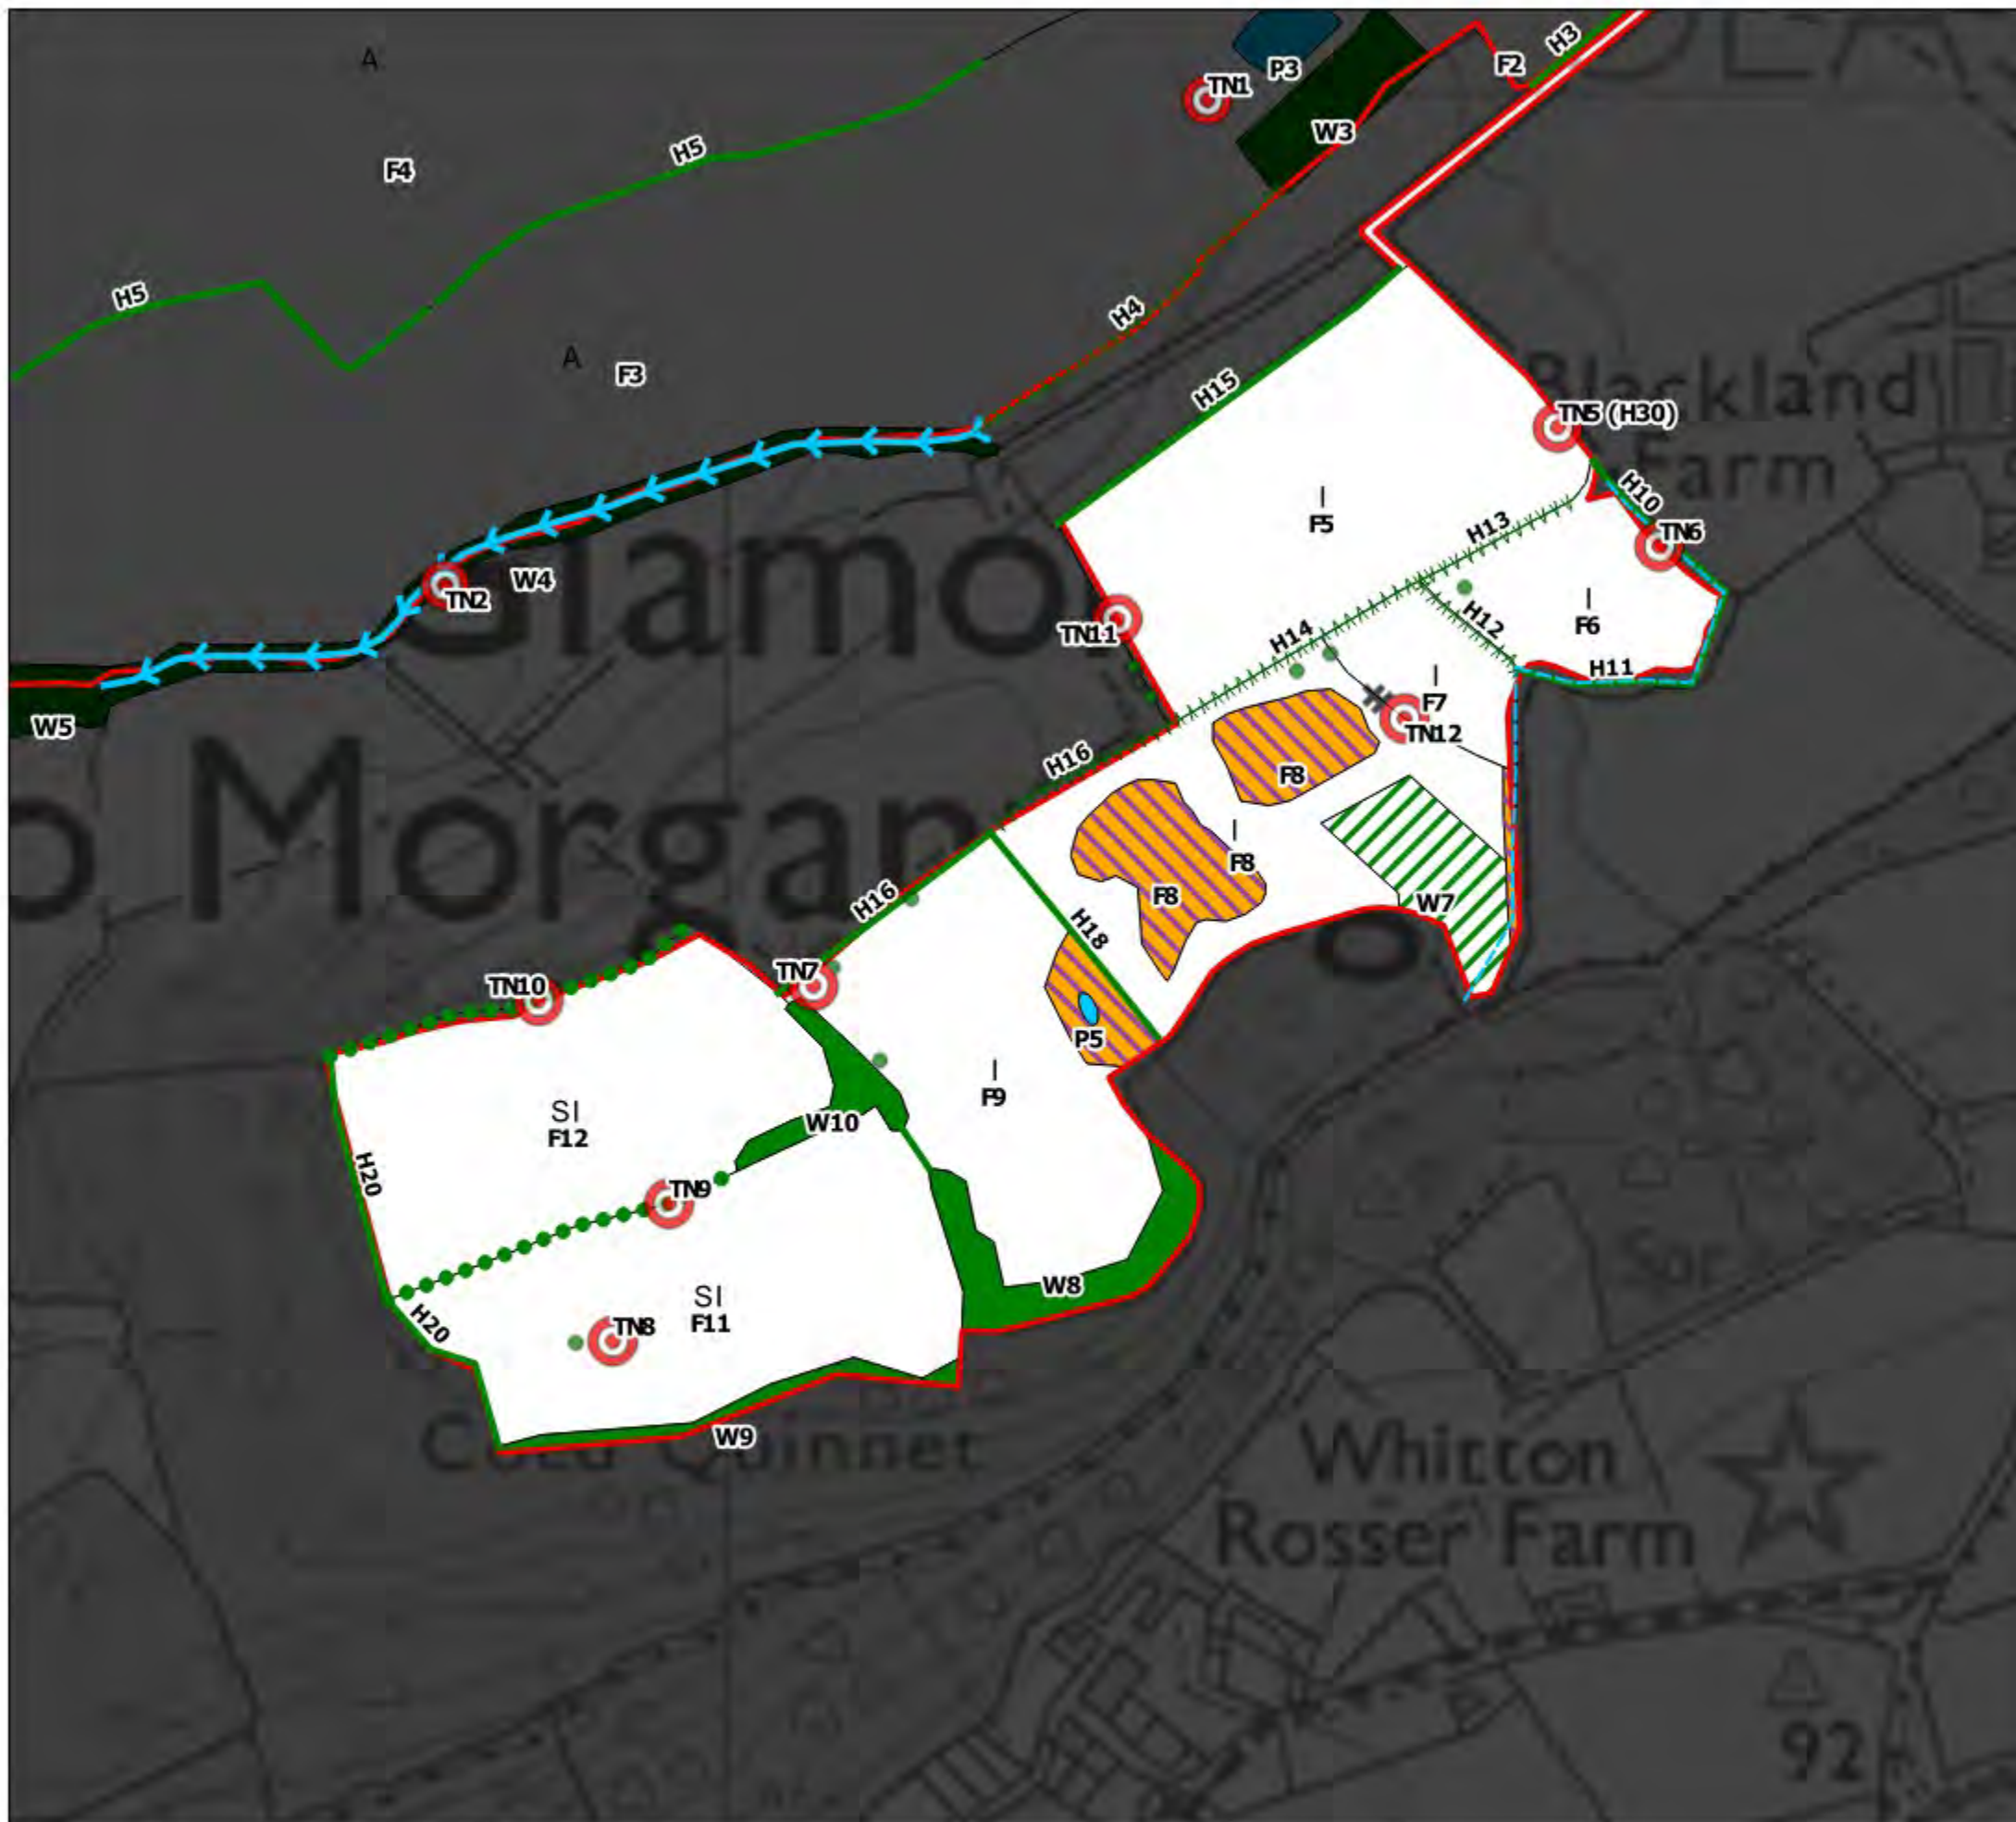 H3
F2
A
P3
TN1
W3
H5
F4
H5
H4
A
F3
H15
Blackland
Farm
TN5 (H30)
H10
I
F5
H13
TN6
Glamo
W4
TN2
I
F6
H12
H14
TN11
H11
I
F7
TN12
W5
o Morgan
H16
F8
I
F8
F8
W7
H16
H18
TN7
TN10
P5
I
F9
SI
F12
W10
H20
TN9
W8
SI
F11
H20
TN8
W9
Coed Quinnet
Whitton
Rosser Farm
Spr
92